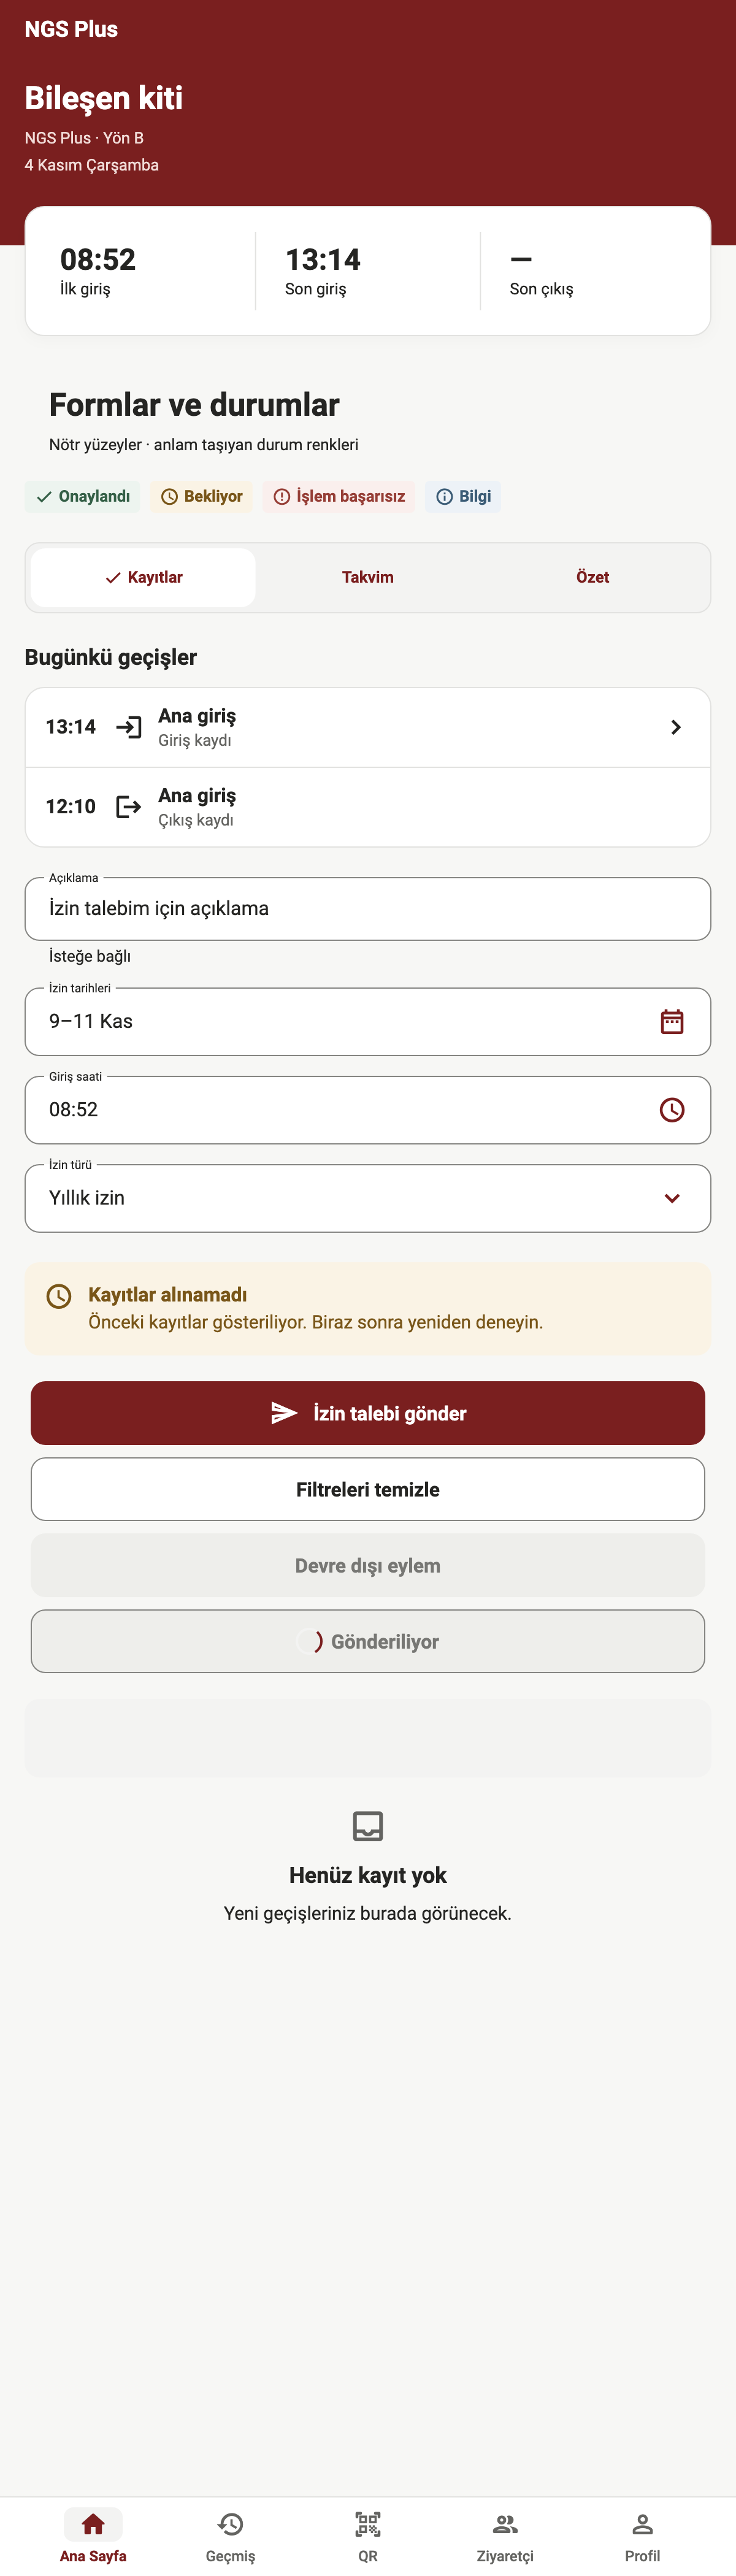 NGS Plus
Bileşen kiti
NGS Plus · Yön B
4 Kasım Çarşamba
08:52
İlk giriş
13:14
Son giriş
—
Son çıkış
Formlar ve durumlar
Nötr yüzeyler · anlam taşıyan durum renkleri
Onaylandı
Bekliyor
İşlem başarısız
Bilgi
Kayıtlar
Takvim
Özet
Bugünkü geçişler
13:14
Ana giriş
Giriş kaydı
12:10
Ana giriş
Çıkış kaydı
Açıklama
İzin talebim için açıklama
İsteğe bağlı
İzin tarihleri
9–11 Kas
Giriş saati
08:52
İzin türü
Yıllık izin
Kayıtlar alınamadı
Önceki kayıtlar gösteriliyor. Biraz sonra yeniden deneyin.
İzin talebi gönder
Filtreleri temizle
Devre dışı eylem
Gönderiliyor
Henüz kayıt yok
Yeni geçişleriniz burada görünecek.
Ana Sayfa
Geçmiş
QR
Ziyaretçi
Profil